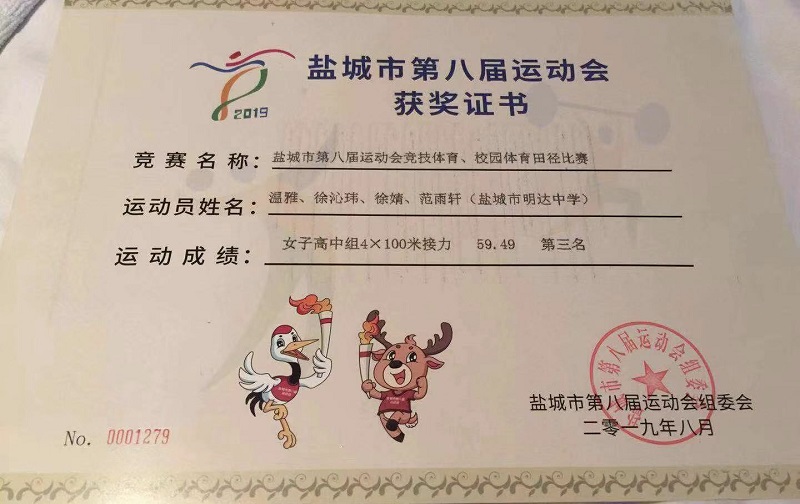 2019
盐城市第八届运动会
获奖证书
竞赛名称：盐城市第八届运动会竞技体育、校园体育田径比赛
运动员姓名：温雅、徐沁玮、徐婧、范雨轩（盐城市明达中学）
运动成绩：女子高中组4×100米接力 59.49 第三名
盐城市第八届运动会组委会
二零一九年八月
No. 0001279